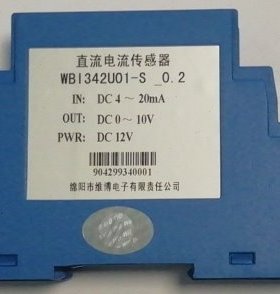 直流电流传感器
WBI342U01-S _0.2
IN: DC 4～20mA
OUT: DC 0～10V
PWR: DC 12V
904299340001
绵阳市维博电子有限责任公司